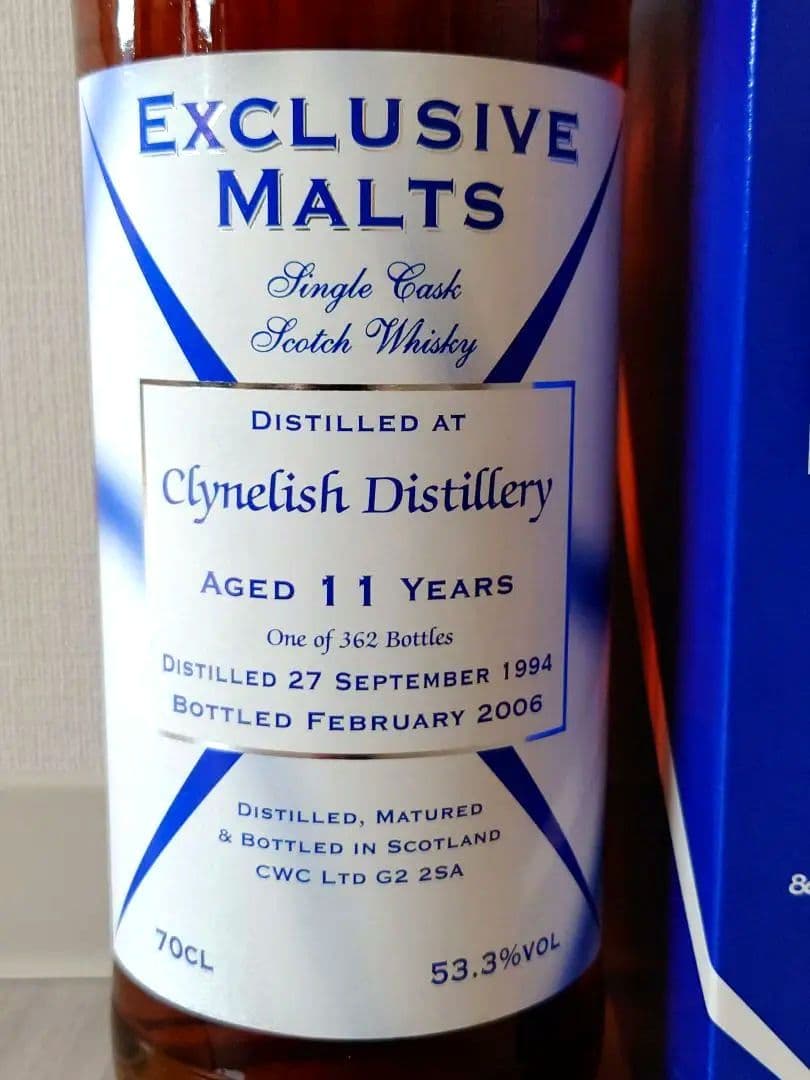 EXCLUSIVE
MALTS
Single Cask
Scotch Whisky
DISTILLED AT
Clynelish Distillery
AGED 11 YEARS
One of 362 Bottles
DISTILLED 27 SEPTEMBER 1994
BOTTLED FEBRUARY 2006
DISTILLED, MATURED
& BOTTLED IN SCOTLAND
CWC LTD G2 2SA
70CL
53.3%VOL
&